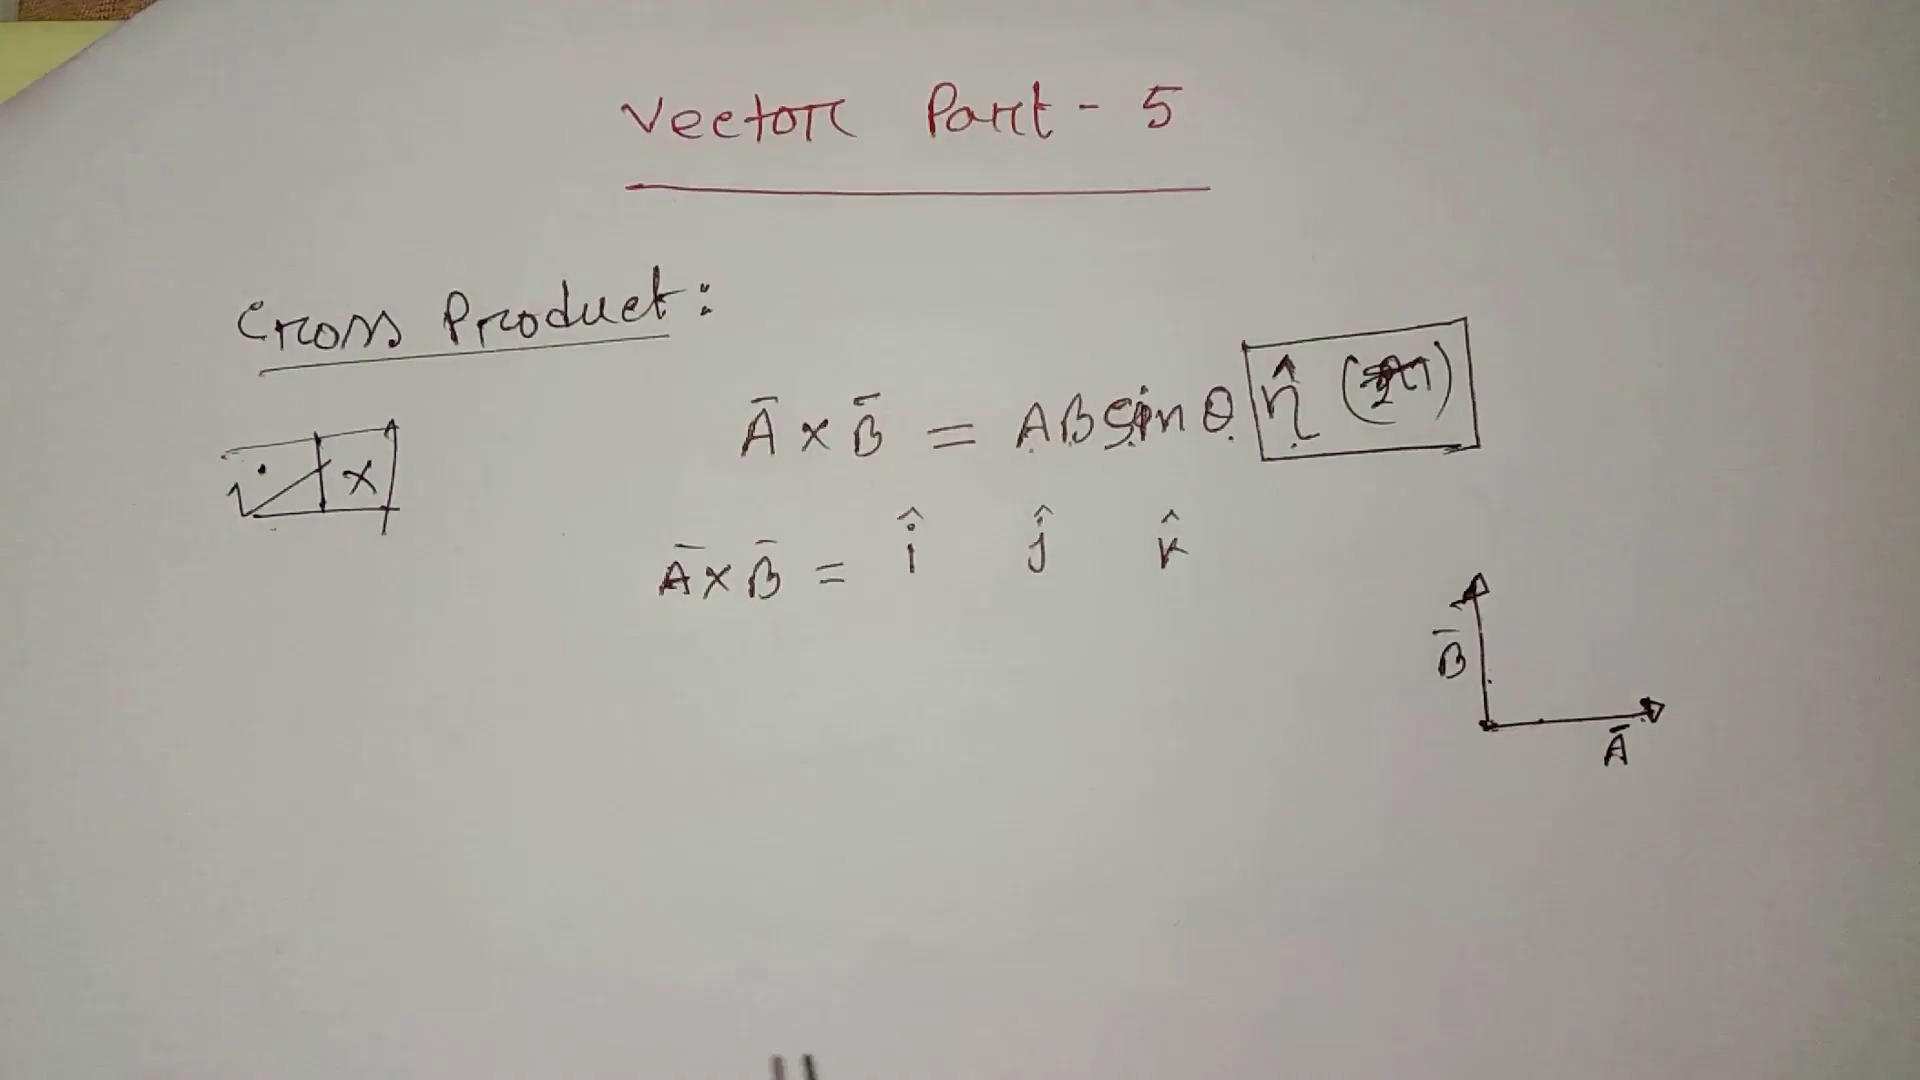 Vector Part - 5
Cross Product:
A̅ × B̅ = AB sin θ n̂
· ×
A̅ × B̅ = î ĵ k̂
B̅
A̅